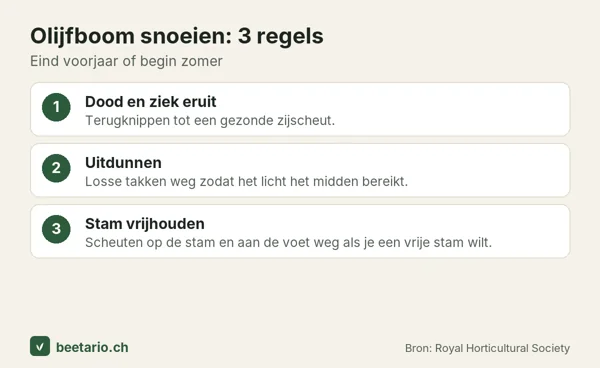 Olijfboom snoeien: 3 regels
Eind voorjaar of begin zomer
1
Dood en ziek eruit
Terugknippen tot een gezonde zijscheut.
2
Uitdunnen
Losse takken weg zodat het licht het midden bereikt.
3
Stam vrijhouden
Scheuten op de stam en aan de voet weg als je een vrije stam wilt.
beetario.ch
Bron: Royal Horticultural Society